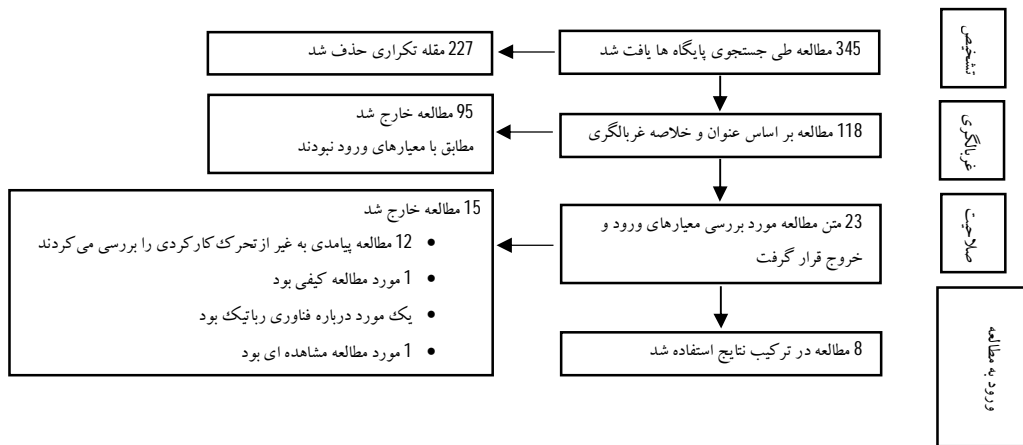 تشخیص
345 مطالعه طی جستجوی پایگاه ها یافت شد
227 مقله تکراری حذف شد
غربالگری
118 مطالعه بر اساس عنوان و خلاصه غربالگری
95 مطالعه خارج شد
مطابق با معیارهای ورود نبودند
صلاحیت
23 متن مطالعه مورد بررسی معیارهای ورود و
خروج قرار گرفت
15 مطالعه خارج شد
• 12 مطالعه پیامدی به غیر از تحرک کارکردی را بررسی می‌کردند
• 1 مورد مطالعه کیفی بود
• یک مورد درباره فناوری رباتیک بود
• 1 مورد مطالعه مشاهده ای بود
ورود به مطالعه
8 مطالعه در ترکیب نتایج استفاده شد